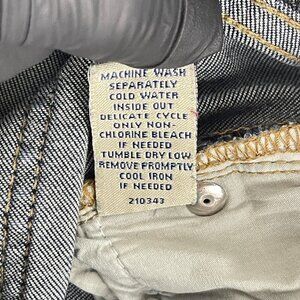 MACHINE WASH
SEPARATELY
COLD WATER
INSIDE OUT
DELICATE CYCLE
ONLY NON-
CHLORINE BLEACH
IF NEEDED
TUMBLE DRY LOW
REMOVE PROMPTLY
COOL IRON
IF NEEDED
210343